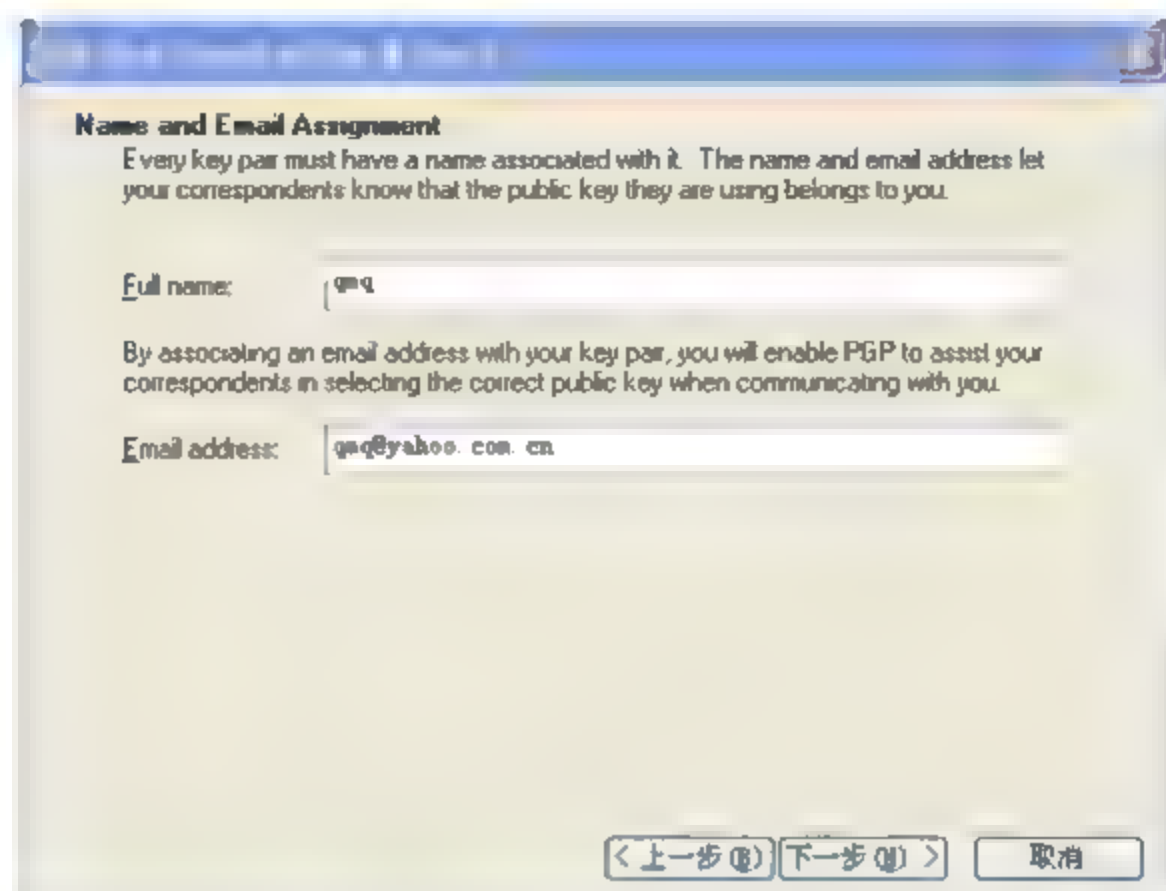 Name and Email Assignment
Every key pair must have a name associated with it. The name and email address let
your correspondents know that the public key they are using belongs to you.
Full name:
qmq
By associating an email address with your key pair, you will enable PGP to assist your
correspondents in selecting the correct public key when communicating with you.
Email address:
qmq@yahoo.com.cn
< 上一步(B) 下一步(N) > 取消